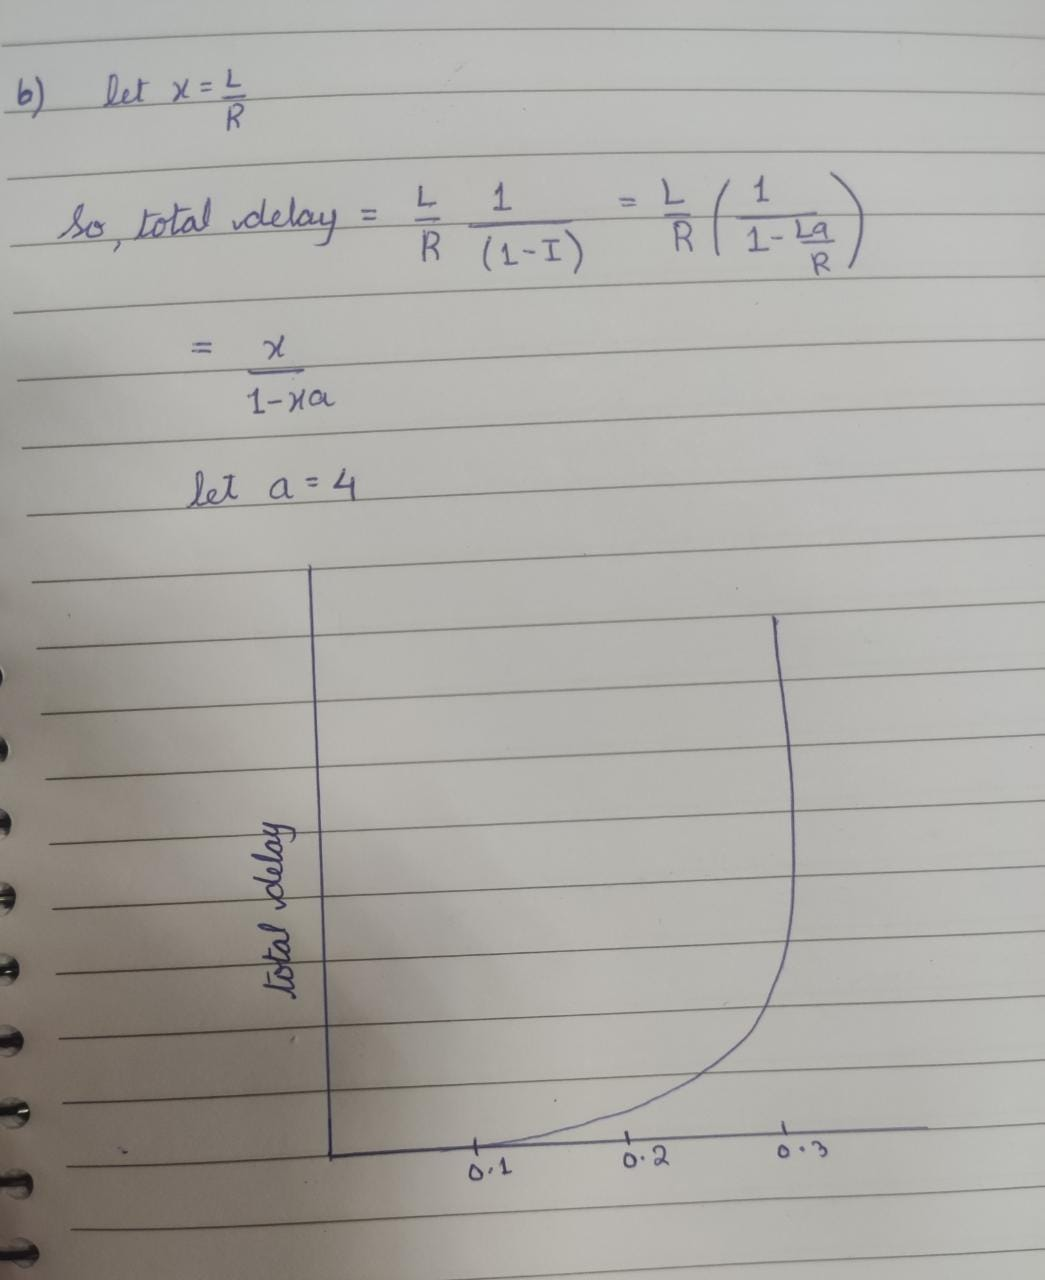 b) let x = L/R
So, total delay = L/R 1/(1-I) = L/R (1/(1-La/R))
= x/(1-xa)
let a = 4
total delay
0.1 0.2 0.3